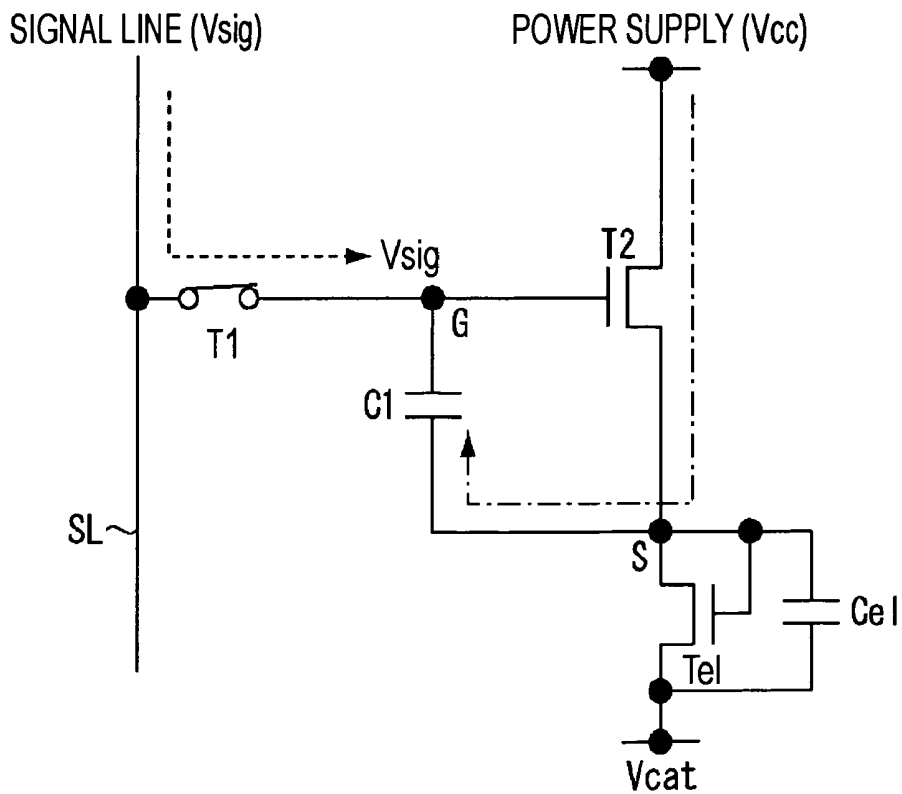 SIGNAL LINE (Vsig)
POWER SUPPLY (Vcc)
Vsig
T2
T1
G
C1
SL
S
Cel
Tel
Vcat